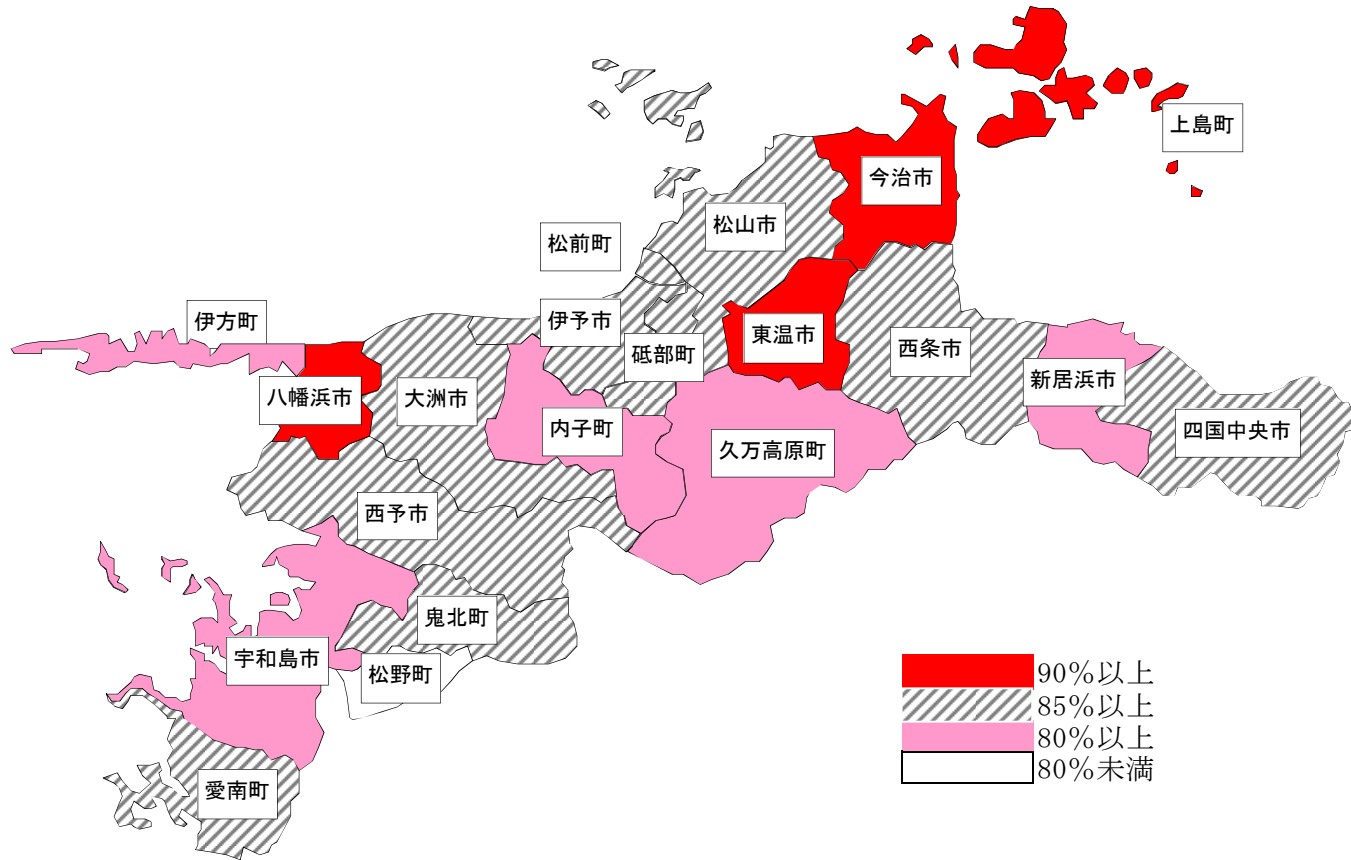 上島町
今治市
松山市
松前町
伊方町
伊予市
東温市
砥部町
西条市
新居浜市
八幡浜市
大洲市
内子町
久万高原町
四国中央市
西予市
鬼北町
宇和島市
松野町
愛南町
90%以上
85%以上
80%以上
80%未満